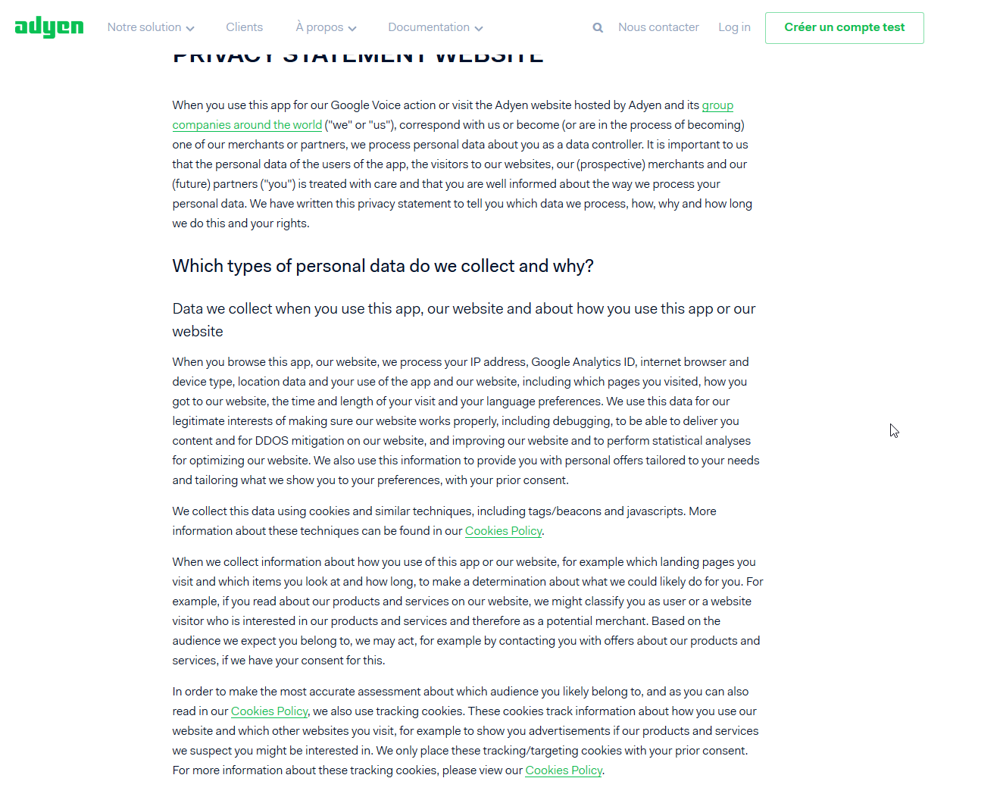 adyen
Notre solution
Clients
À propos
Documentation
Nous contacter
Log in
Créer un compte test
PRIVACY STATEMENT WEBSITE
When you use this app for our Google Voice action or visit the Adyen website hosted by Adyen and its group
companies around the world ("we" or "us"), correspond with us or become (or are in the process of becoming)
one of our merchants or partners, we process personal data about you as a data controller. It is important to us
that the personal data of the users of the app, the visitors to our websites, our (prospective) merchants and our
(future) partners ("you") is treated with care and that you are well informed about the way we process your
personal data. We have written this privacy statement to tell you which data we process, how, why and how long
we do this and your rights.
Which types of personal data do we collect and why?
Data we collect when you use this app, our website and about how you use this app or our
website
When you browse this app, our website, we process your IP address, Google Analytics ID, internet browser and
device type, location data and your use of the app and our website, including which pages you visited, how you
got to our website, the time and length of your visit and your language preferences. We use this data for our
legitimate interests of making sure our website works properly, including debugging, to be able to deliver you
content and for DDOS mitigation on our website, and improving our website and to perform statistical analyses
for optimizing our website. We also use this information to provide you with personal offers tailored to your needs
and tailoring what we show you to your preferences, with your prior consent.
We collect this data using cookies and similar techniques, including tags/beacons and javascripts. More
information about these techniques can be found in our Cookies Policy.
When we collect information about how you use of this app or our website, for example which landing pages you
visit and which items you look at and how long, to make a determination about what we could likely do for you. For
example, if you read about our products and services on our website, we might classify you as user or a website
visitor who is interested in our products and services and therefore as a potential merchant. Based on the
audience we expect you belong to, we may act, for example by contacting you with offers about our products and
services, if we have your consent for this.
In order to make the most accurate assessment about which audience you likely belong to, and as you can also
read in our Cookies Policy, we also use tracking cookies. These cookies track information about how you use our
website and which other websites you visit, for example to show you advertisements if our products and services
we suspect you might be interested in. We only place these tracking/targeting cookies with your prior consent.
For more information about these tracking cookies, please view our Cookies Policy.